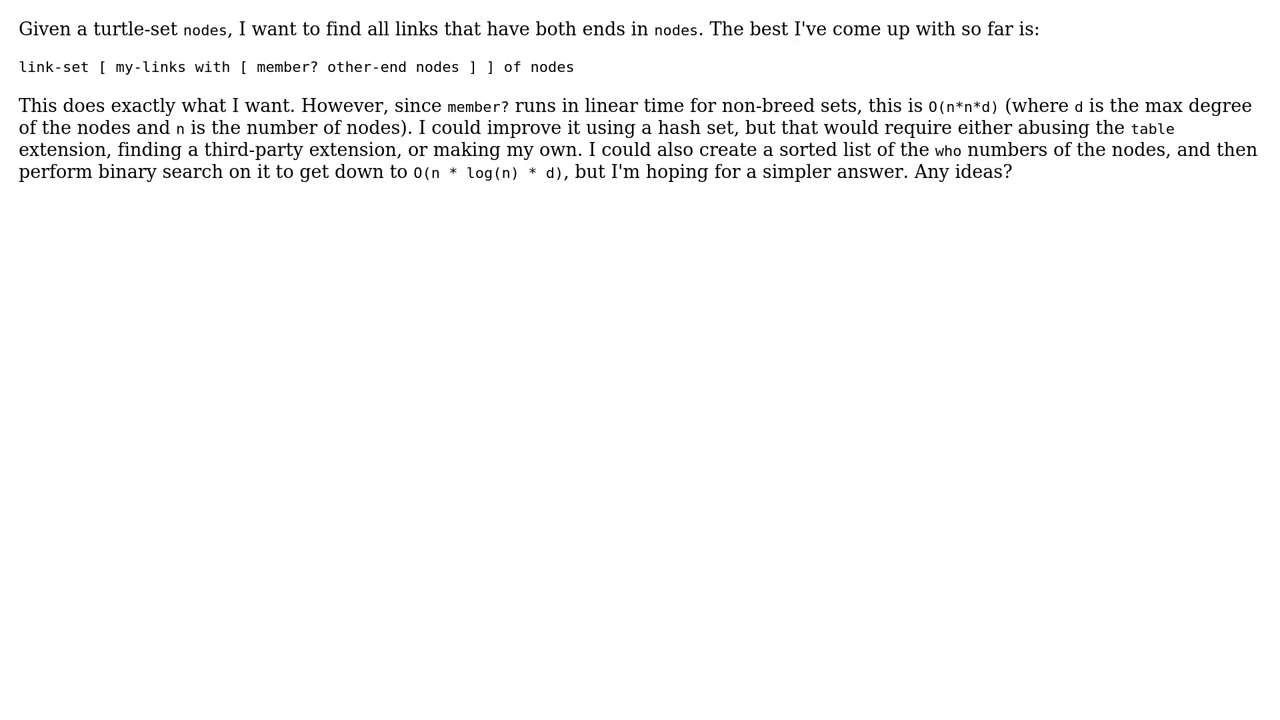 Given a turtle-set nodes, I want to find all links that have both ends in nodes. The best I've come up with so far is:
link-set [ my-links with [ member? other-end nodes ] ] of nodes
This does exactly what I want. However, since member? runs in linear time for non-breed sets, this is O(n*n*d) (where d is the max degree
of the nodes and n is the number of nodes). I could improve it using a hash set, but that would require either abusing the table
extension, finding a third-party extension, or making my own. I could also create a sorted list of the who numbers of the nodes, and then
perform binary search on it to get down to O(n * log(n) * d), but I'm hoping for a simpler answer. Any ideas?